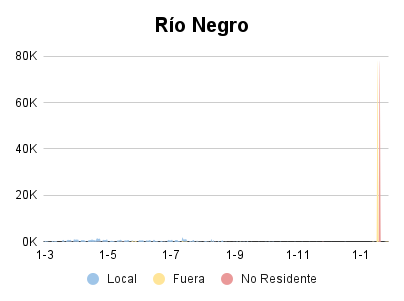 Río Negro
80K
60K
40K
20K
0K
1-3 1-5 1-7 1-9 1-11 1-1
Local Fuera No Residente